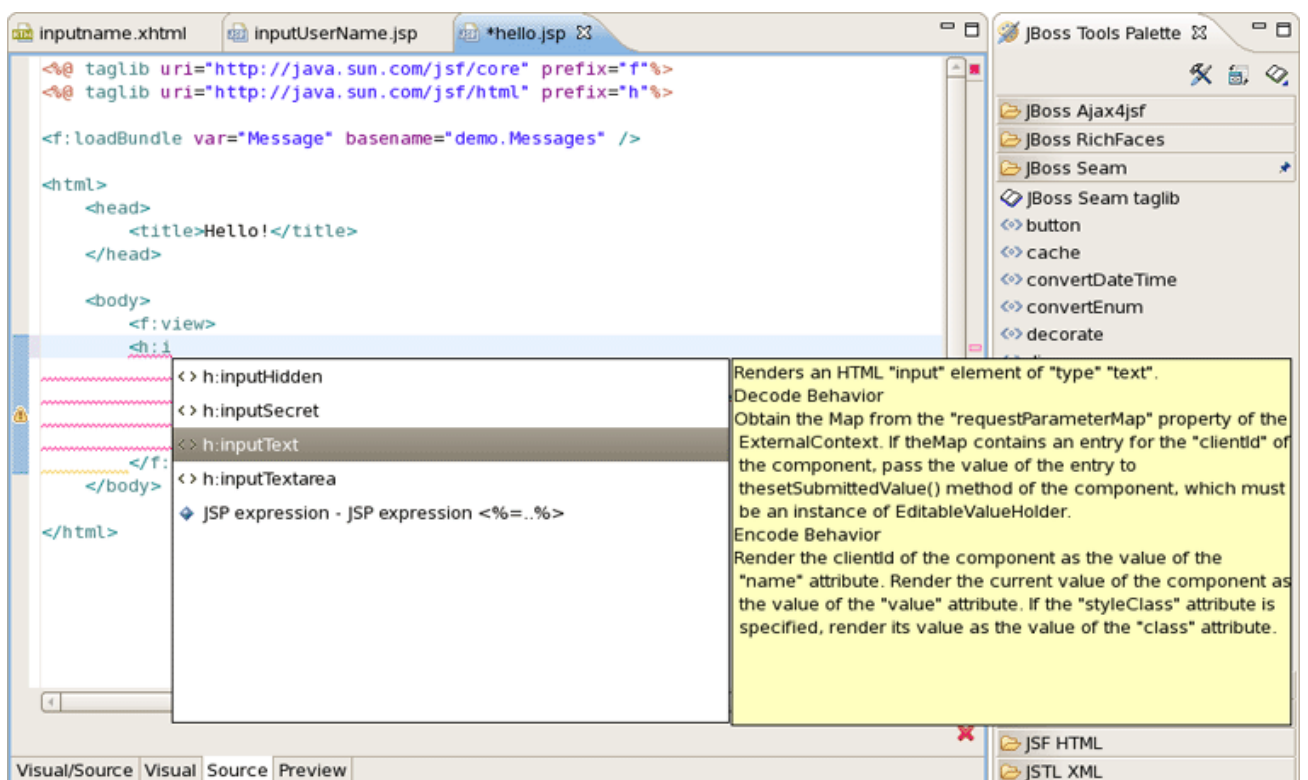 inputname.xhtml
inputUserName.jsp
*hello.jsp
<%@ taglib uri="http://java.sun.com/jsf/core" prefix="f"%>
<%@ taglib uri="http://java.sun.com/jsf/html" prefix="h"%>
<f:loadBundle var="Message" basename="demo.Messages" />
<html>
<head>
<title>Hello!</title>
</head>
<body>
<f:view>
<h:i
</f:
</body>
</html>
<> h:inputHidden
<> h:inputSecret
<> h:inputText
<> h:inputTextarea
JSP expression - JSP expression <%=..%>
Renders an HTML "input" element of "type" "text".
Decode Behavior
Obtain the Map from the "requestParameterMap" property of the
ExternalContext. If theMap contains an entry for the "clientId" of
the component, pass the value of the entry to
thesetSubmittedValue() method of the component, which must
be an instance of EditableValueHolder.
Encode Behavior
Render the clientId of the component as the value of the
"name" attribute. Render the current value of the component as
the value of the "value" attribute. If the "styleClass" attribute is
specified, render its value as the value of the "class" attribute.
Visual/Source
Visual
Source
Preview
JBoss Tools Palette
JBoss Ajax4jsf
JBoss RichFaces
JBoss Seam
JBoss Seam taglib
button
cache
convertDateTime
convertEnum
decorate
JSF HTML
JSTL XML